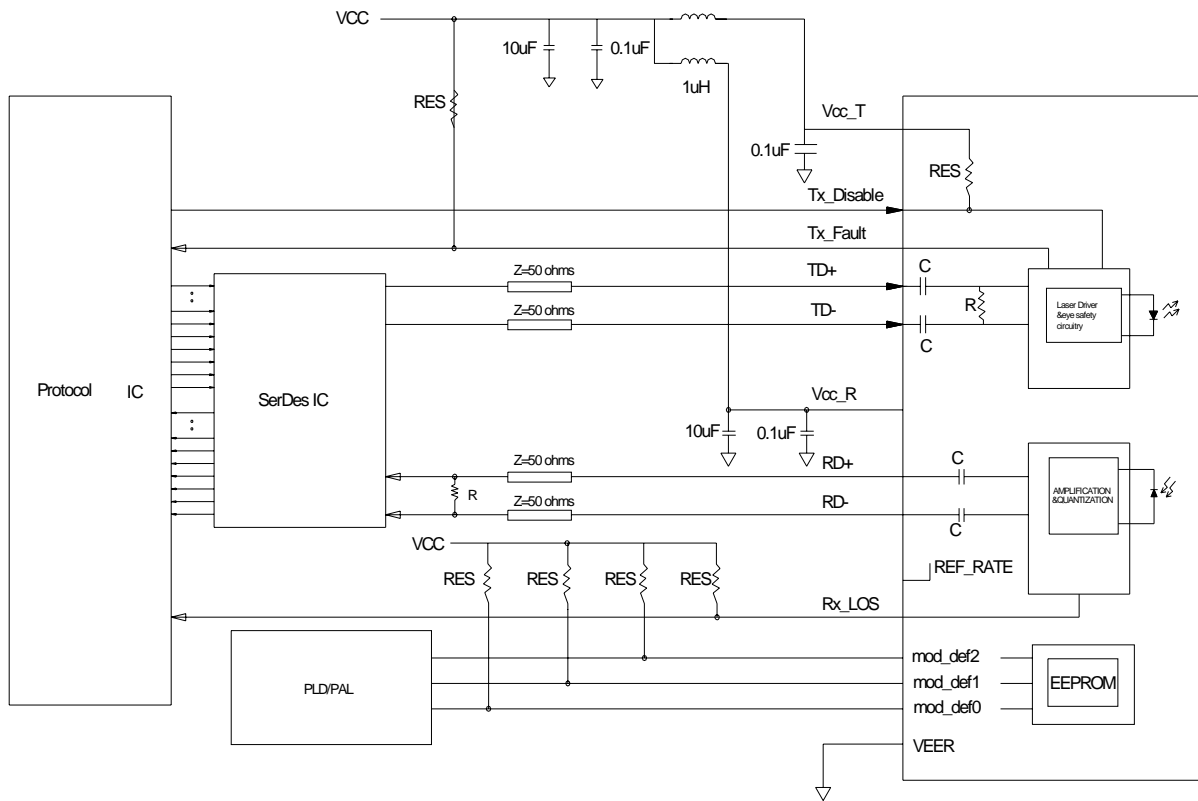 VCC
10uF
0.1uF
1uH
RES
Vcc_T
0.1uF
RES
Tx_Disable
Tx_Fault
Z=50 ohms
TD+
C
Z=50 ohms
TD-
R
C
Laser Driver
&eye safety
circuitry
:
Protocol IC
SerDes IC
:
Vcc_R
10uF
0.1uF
Z=50 ohms
RD+
C
R
AMPLIFICATION
&QUANTIZATION
Z=50 ohms
RD-
C
VCC
RES
RES
RES
RES
REF_RATE
Rx_LOS
PLD/PAL
mod_def2
mod_def1
mod_def0
EEPROM
VEER